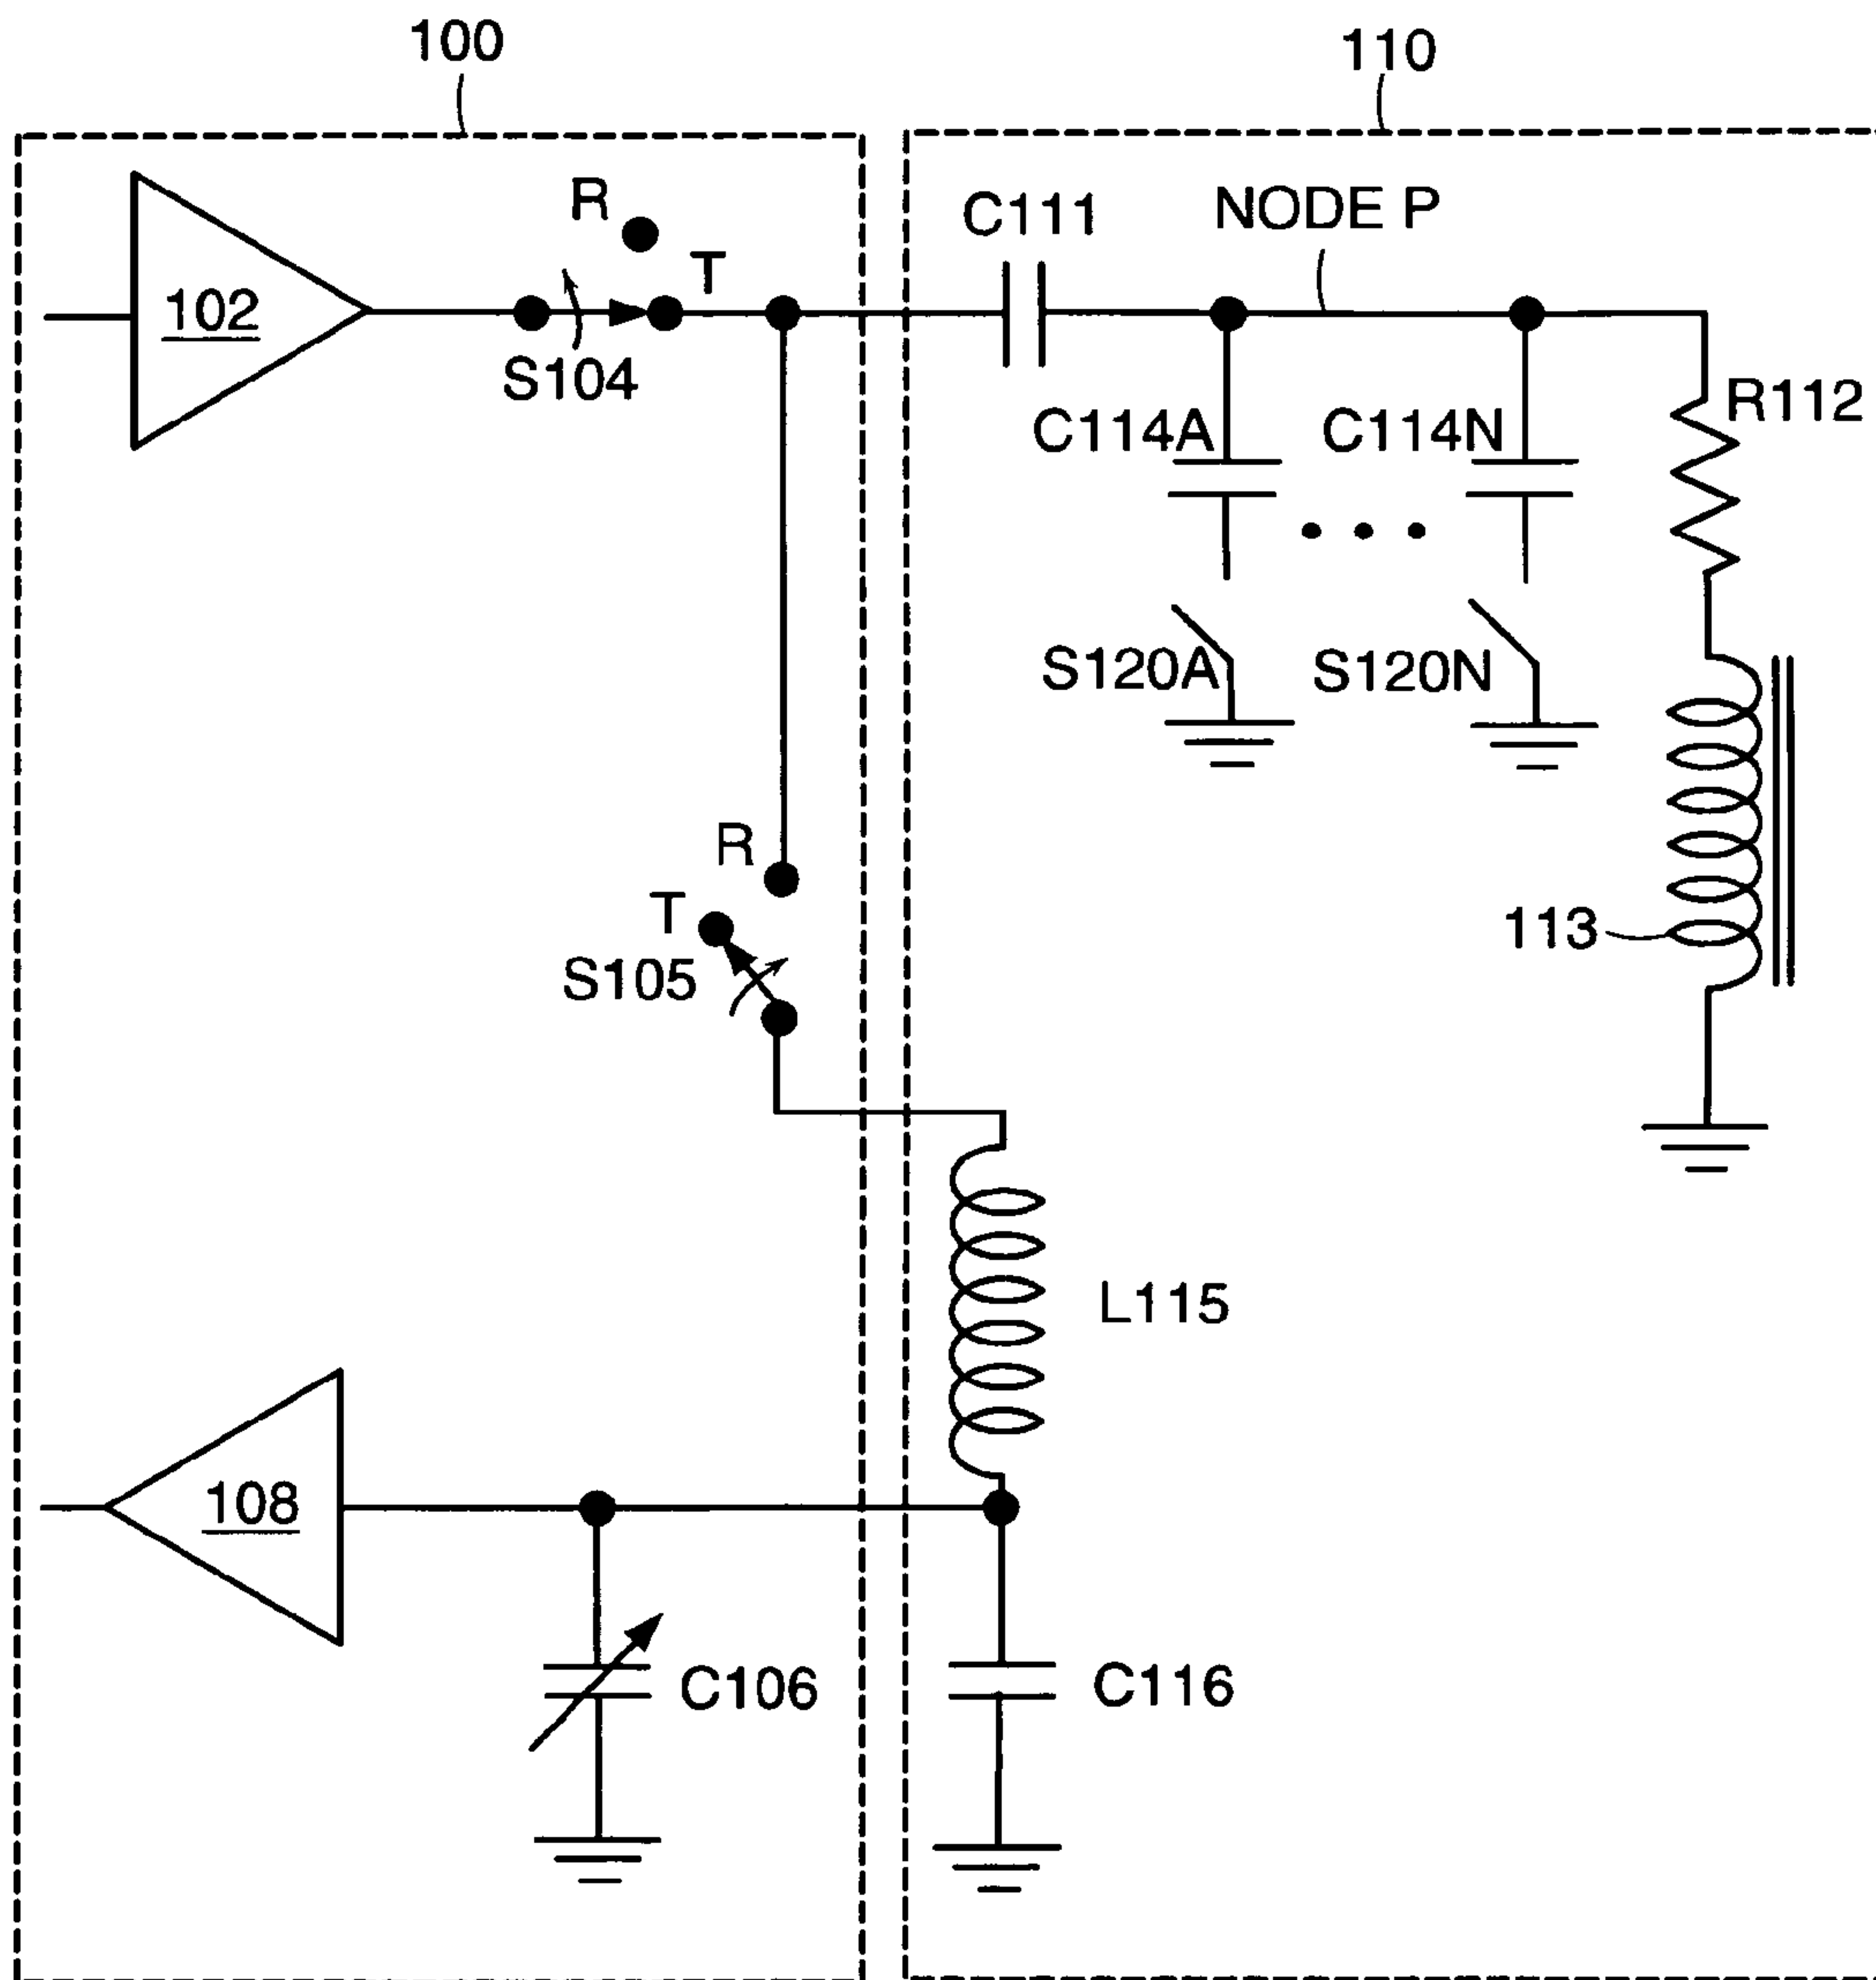 100
110
R
T
102
S104
C111
NODE P
C114A
C114N
R112
S120A
S120N
R
T
S105
113
L115
108
C106
C116